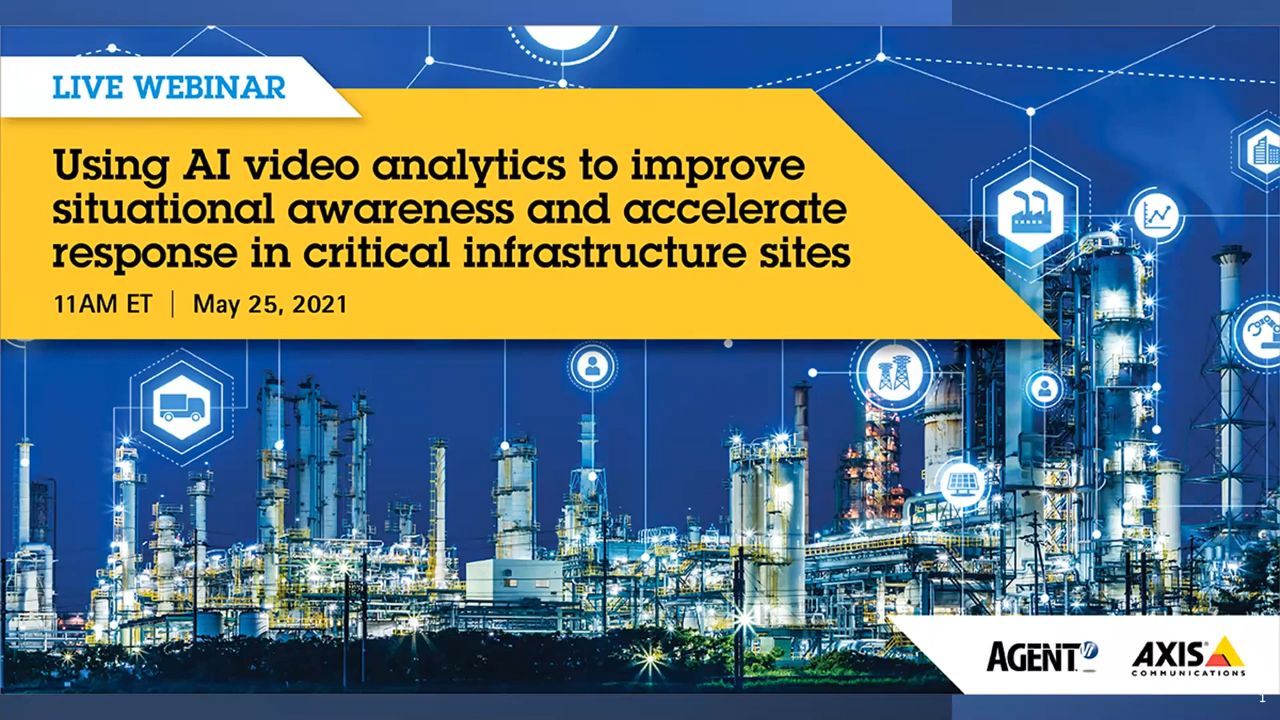 LIVE WEBINAR
Using AI video analytics to improve
situational awareness and accelerate
response in critical infrastructure sites
11AM ET | May 25, 2021
AGENT Vi
AXIS
COMMUNICATIONS
1